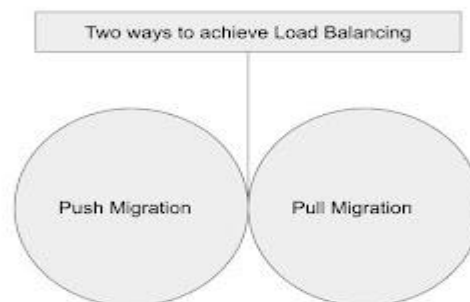 Two ways to achieve Load Balancing
Push Migration
Pull Migration